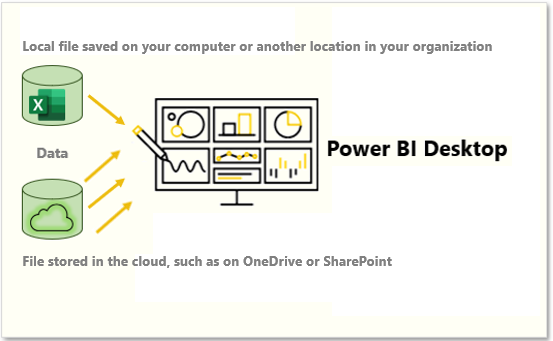 Local file saved on your computer or another location in your organization
X
Data
Power BI Desktop
File stored in the cloud, such as on OneDrive or SharePoint